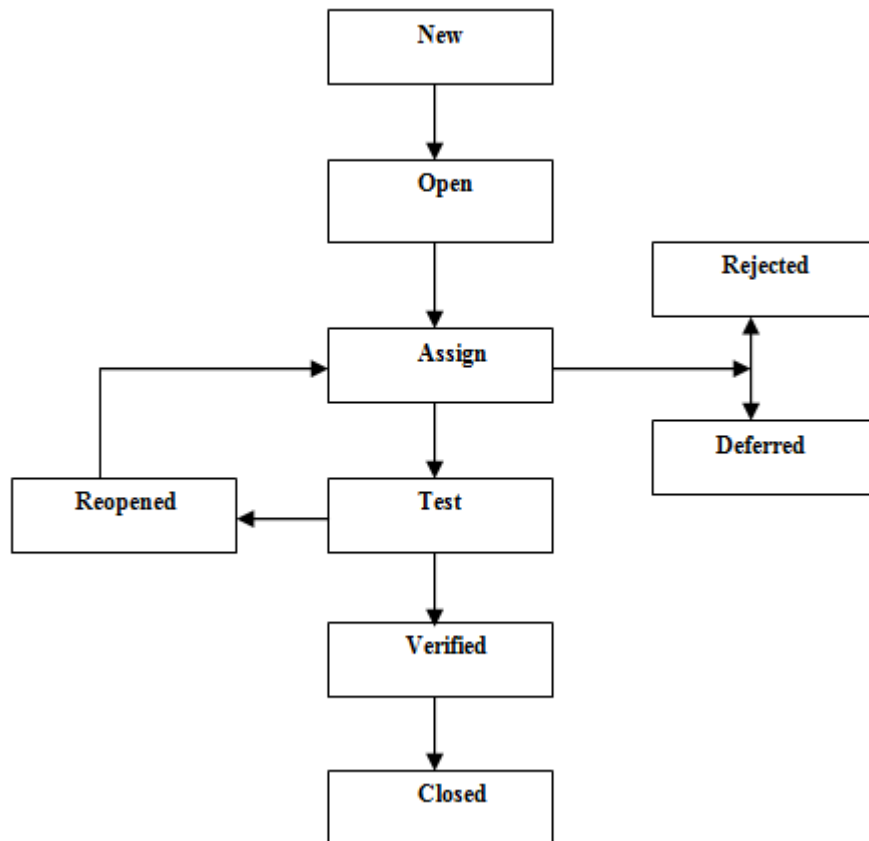 New
Open
Rejected
Assign
Deferred
Reopened
Test
Verified
Closed